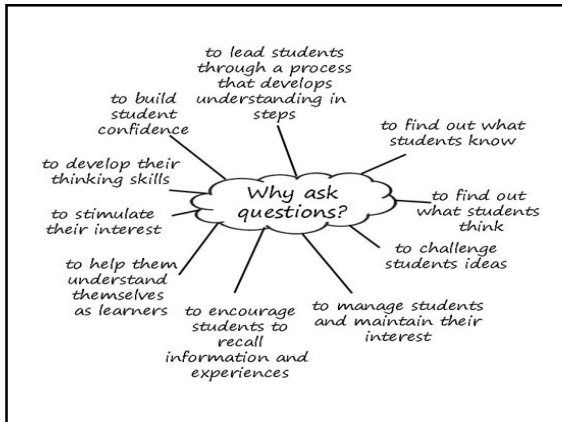 to lead students
through a process
that develops
understanding in
steps
to build
student
confidence
to find out what
students know
to develop their
thinking skills
Why ask
questions?
to find out
what students
think
to stimulate
their interest
to challenge
students ideas
to help them
understand
themselves
as learners
to encourage
students to
recall
information and
experiences
to manage students
and maintain their
interest